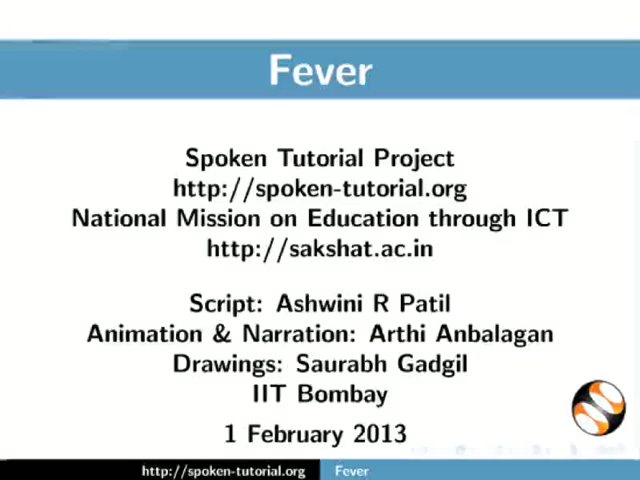 Fever
Spoken Tutorial Project
http://spoken-tutorial.org
National Mission on Education through ICT
http://sakshat.ac.in
Script: Ashwini R Patil
Animation & Narration: Arthi Anbalagan
Drawings: Saurabh Gadgil
IIT Bombay
1 February 2013
http://spoken-tutorial.org Fever